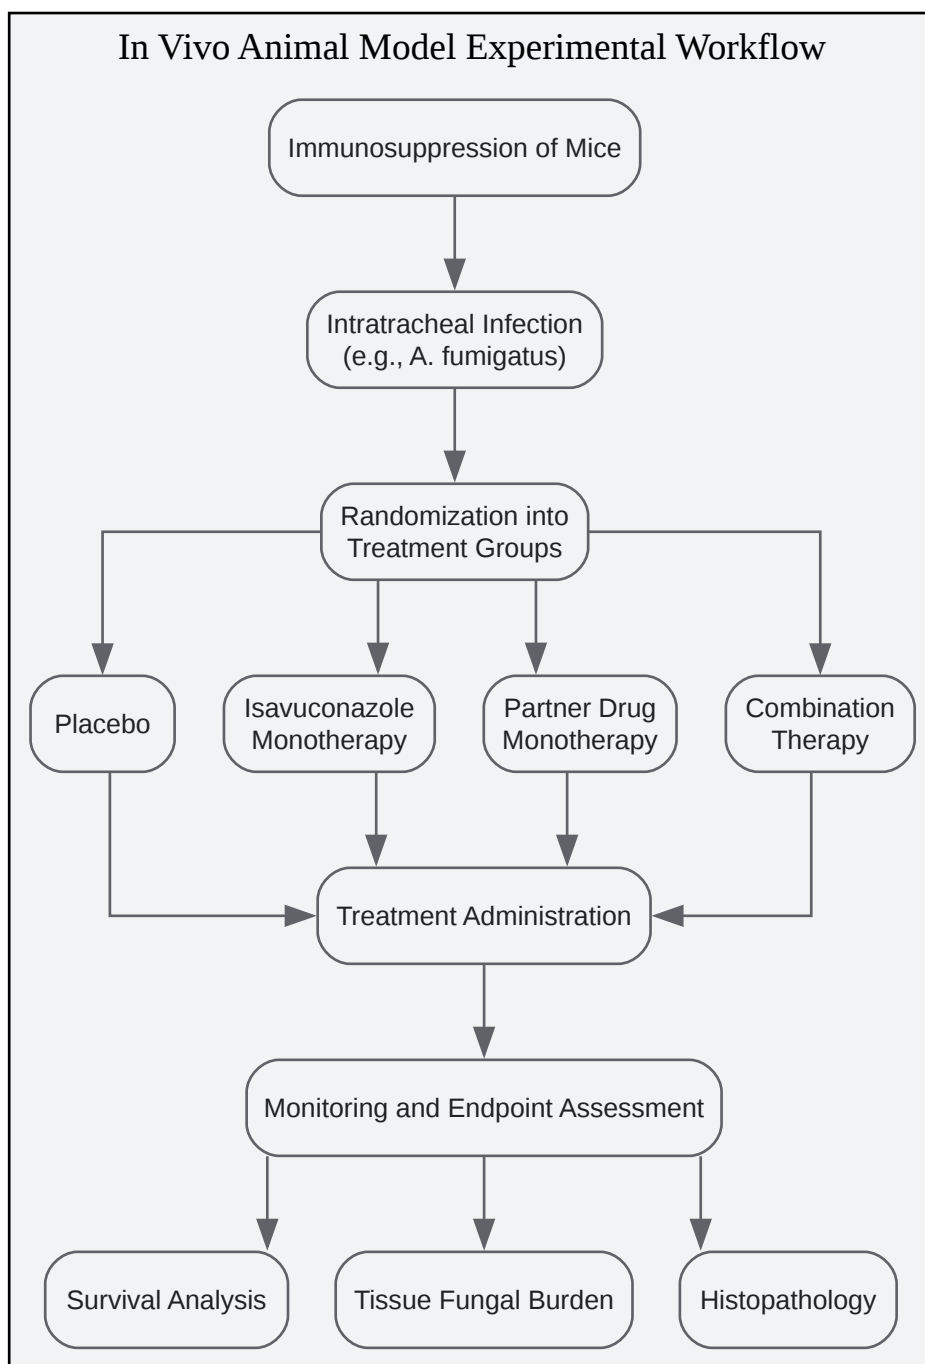 In Vivo Animal Model Experimental Workflow
Immunosuppression of Mice
Intratracheal Infection
(e.g., A. fumigatus)
Randomization into
Treatment Groups
Placebo
Isavuconazole
Monotherapy
Partner Drug
Monotherapy
Combination
Therapy
Treatment Administration
Monitoring and Endpoint Assessment
Survival Analysis
Tissue Fungal Burden
Histopathology